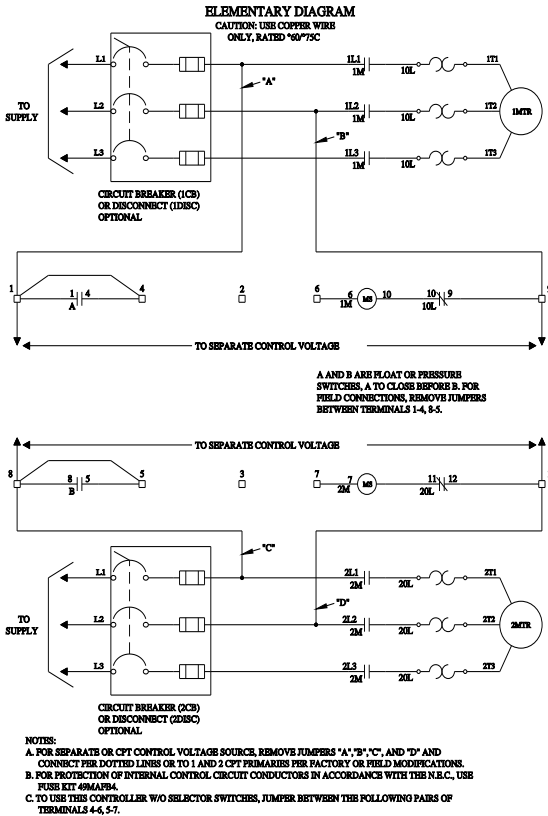 ELEMENTARY DIAGRAM
CAUTION: USE COPPER WIRE
ONLY, RATED °60/°75C
L1
1L1
1M
10L
1T1
"A"
TO
SUPPLY
L2
1L2
1M
10L
1T2
1MTR
"B"
L3
1L3
1M
10L
1T3
CIRCUIT BREAKER (1CB)
OR DISCONNECT (1DISC)
OPTIONAL
1
1
4
A
4
2
6
6
1M
MS
10
10
9
10L
TO SEPARATE CONTROL VOLTAGE
A AND B ARE FLOAT OR PRESSURE
SWITCHES, A TO CLOSE BEFORE B. FOR
FIELD CONNECTIONS, REMOVE JUMPERS
BETWEEN TERMINALS 1-4, 8-5.
TO SEPARATE CONTROL VOLTAGE
8
8
5
B
5
3
7
7
2M
MS
11
12
20L
"C"
L1
2L1
2M
20L
2T1
"D"
TO
SUPPLY
L2
2L2
2M
20L
2T2
2MTR
L3
2L3
2M
20L
2T3
CIRCUIT BREAKER (2CB)
OR DISCONNECT (2DISC)
OPTIONAL
NOTES:
A. FOR SEPARATE OR CPT CONTROL VOLTAGE SOURCE, REMOVE JUMPERS "A","B","C", AND "D" AND
CONNECT PER DOTTED LINES OR TO 1 AND 2 CPT PRIMARIES PER FACTORY OR FIELD MODIFICATIONS.
B. FOR PROTECTION OF INTERNAL CONTROL CIRCUIT CONDUCTORS IN ACCORDANCE WITH THE N.E.C., USE
FUSE KIT 49MAFB4.
C. TO USE THIS CONTROLLER W/O SELECTOR SWITCHES, JUMPER BETWEEN THE FOLLOWING PAIRS OF
TERMINALS 4-6, 5-7.